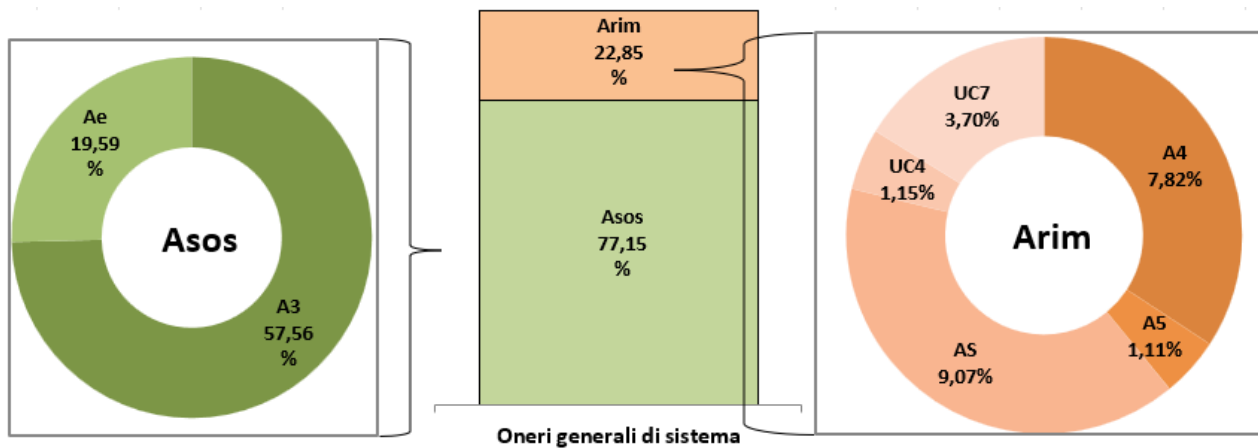 Ae
19,59
%
Asos
A3
57,56
%
Arim
22,85
%
Asos
77,15
%
Oneri generali di sistema
UC7
3,70%
A4
7,82%
UC4
1,15%
Arim
A5
1,11%
AS
9,07%